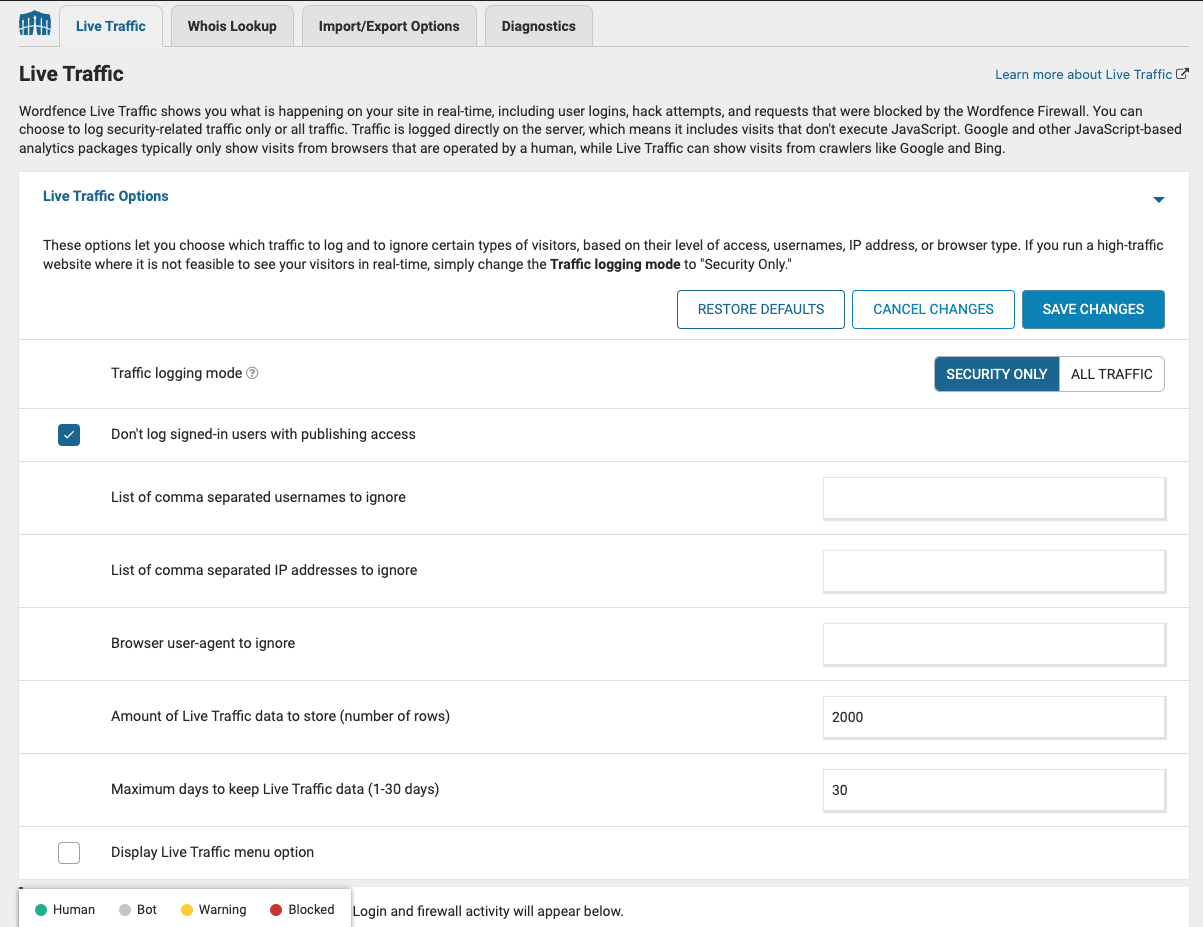 Live Traffic
Whois Lookup
Import/Export Options
Diagnostics
Live Traffic
Learn more about Live Traffic
Wordfence Live Traffic shows you what is happening on your site in real-time, including user logins, hack attempts, and requests that were blocked by the Wordfence Firewall. You can
choose to log security-related traffic only or all traffic. Traffic is logged directly on the server, which means it includes visits that don't execute JavaScript. Google and other JavaScript-based
analytics packages typically only show visits from browsers that are operated by a human, while Live Traffic can show visits from crawlers like Google and Bing.
Live Traffic Options
These options let you choose which traffic to log and to ignore certain types of visitors, based on their level of access, usernames, IP address, or browser type. If you run a high-traffic
website where it is not feasible to see your visitors in real-time, simply change the Traffic logging mode to "Security Only."
RESTORE DEFAULTS
CANCEL CHANGES
SAVE CHANGES
Traffic logging mode ?
SECURITY ONLY
ALL TRAFFIC
Don't log signed-in users with publishing access
List of comma separated usernames to ignore
List of comma separated IP addresses to ignore
Browser user-agent to ignore
Amount of Live Traffic data to store (number of rows)
2000
Maximum days to keep Live Traffic data (1-30 days)
30
Display Live Traffic menu option
Human
Bot
Warning
Blocked
Login and firewall activity will appear below.